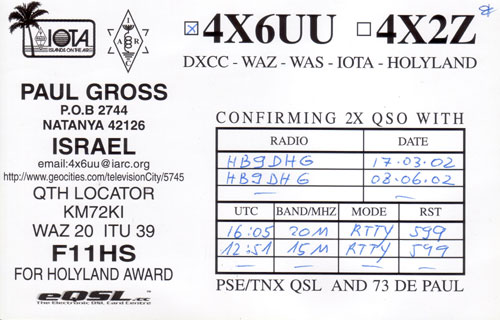 IOTA
ISLANDS ON THE AIR
I A R
4X6UU 4X2Z
DXCC - WAZ - WAS - IOTA - HOLYLAND
PAUL GROSS
P.O.B 2744
NATANYA 42126
ISRAEL
email:4x6uu@iarc.org
http://www.geocities.com/televisionCity/5745
QTH LOCATOR
KM72KI
WAZ 20 ITU 39
F11HS
FOR HOLYLAND AWARD
eQSL.cc
The Electronic QSL Card Centre
CONFIRMING 2X QSO WITH
RADIO DATE
HB9DHG 17.03.02
HB9DHG 08.06.02
—
UTC BAND/MHZ MODE RST
16:05 20M RTTY 599
12:51 15M RTTY 599
— — — —
PSE/TNX QSL AND 73 DE PAUL